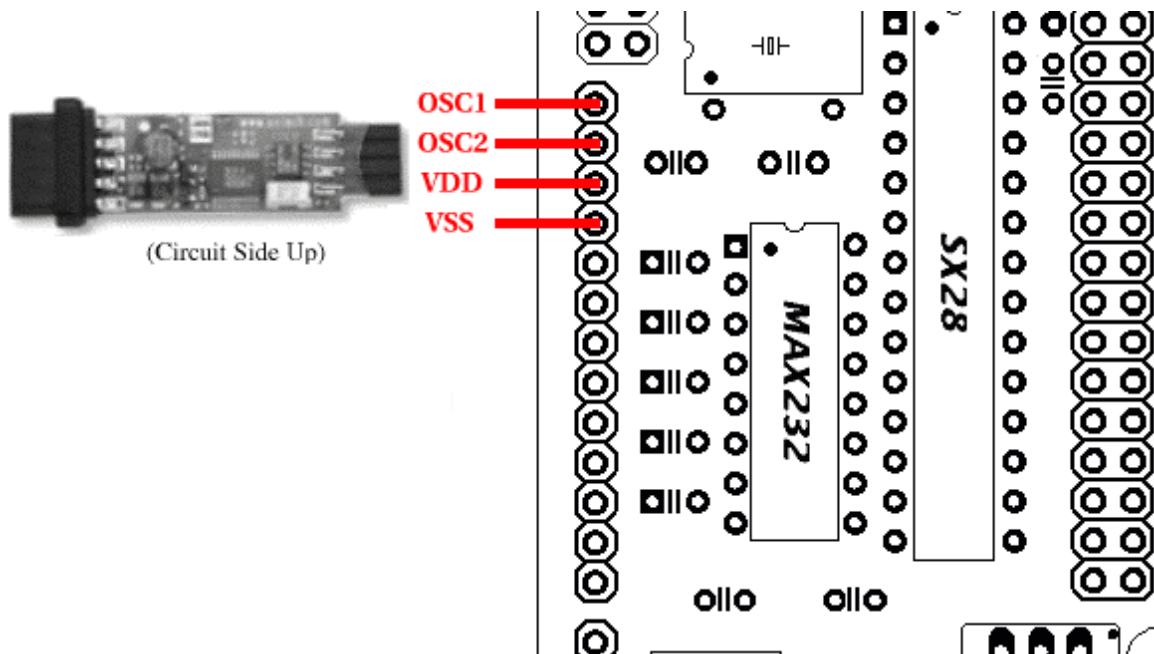 OSC1
OSC2
VDD
VSS
(Circuit Side Up)
MAX232
SX28